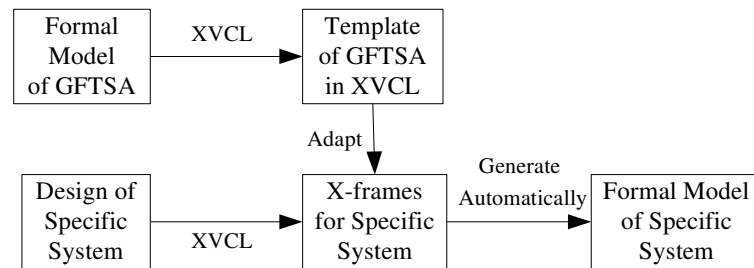 Formal
Model
of GFTSA
XVCL
Template
of GFTSA
in XVCL
Adapt
Design of
Specific
System
XVCL
X-frames
for Specific
System
Generate
Automatically
Formal Model
of Specific
System